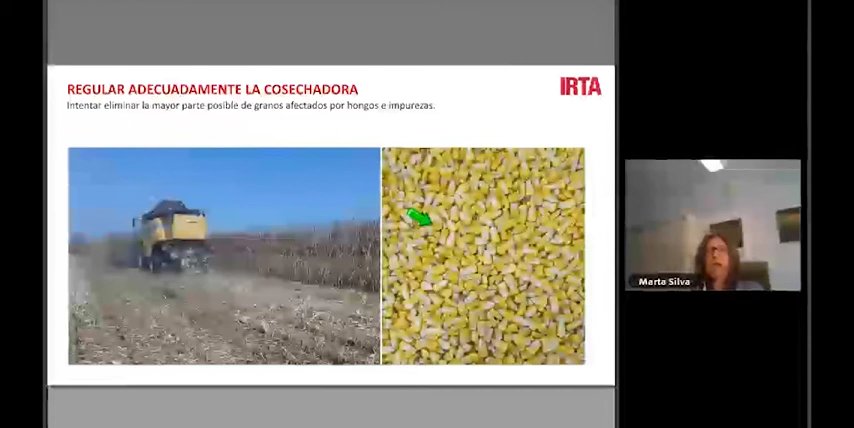 REGULAR ADECUADAMENTE LA COSECHADORA
IRTA
Intentar eliminar la mayor parte posible de granos afectados por hongos e impurezas.
Marta Silva